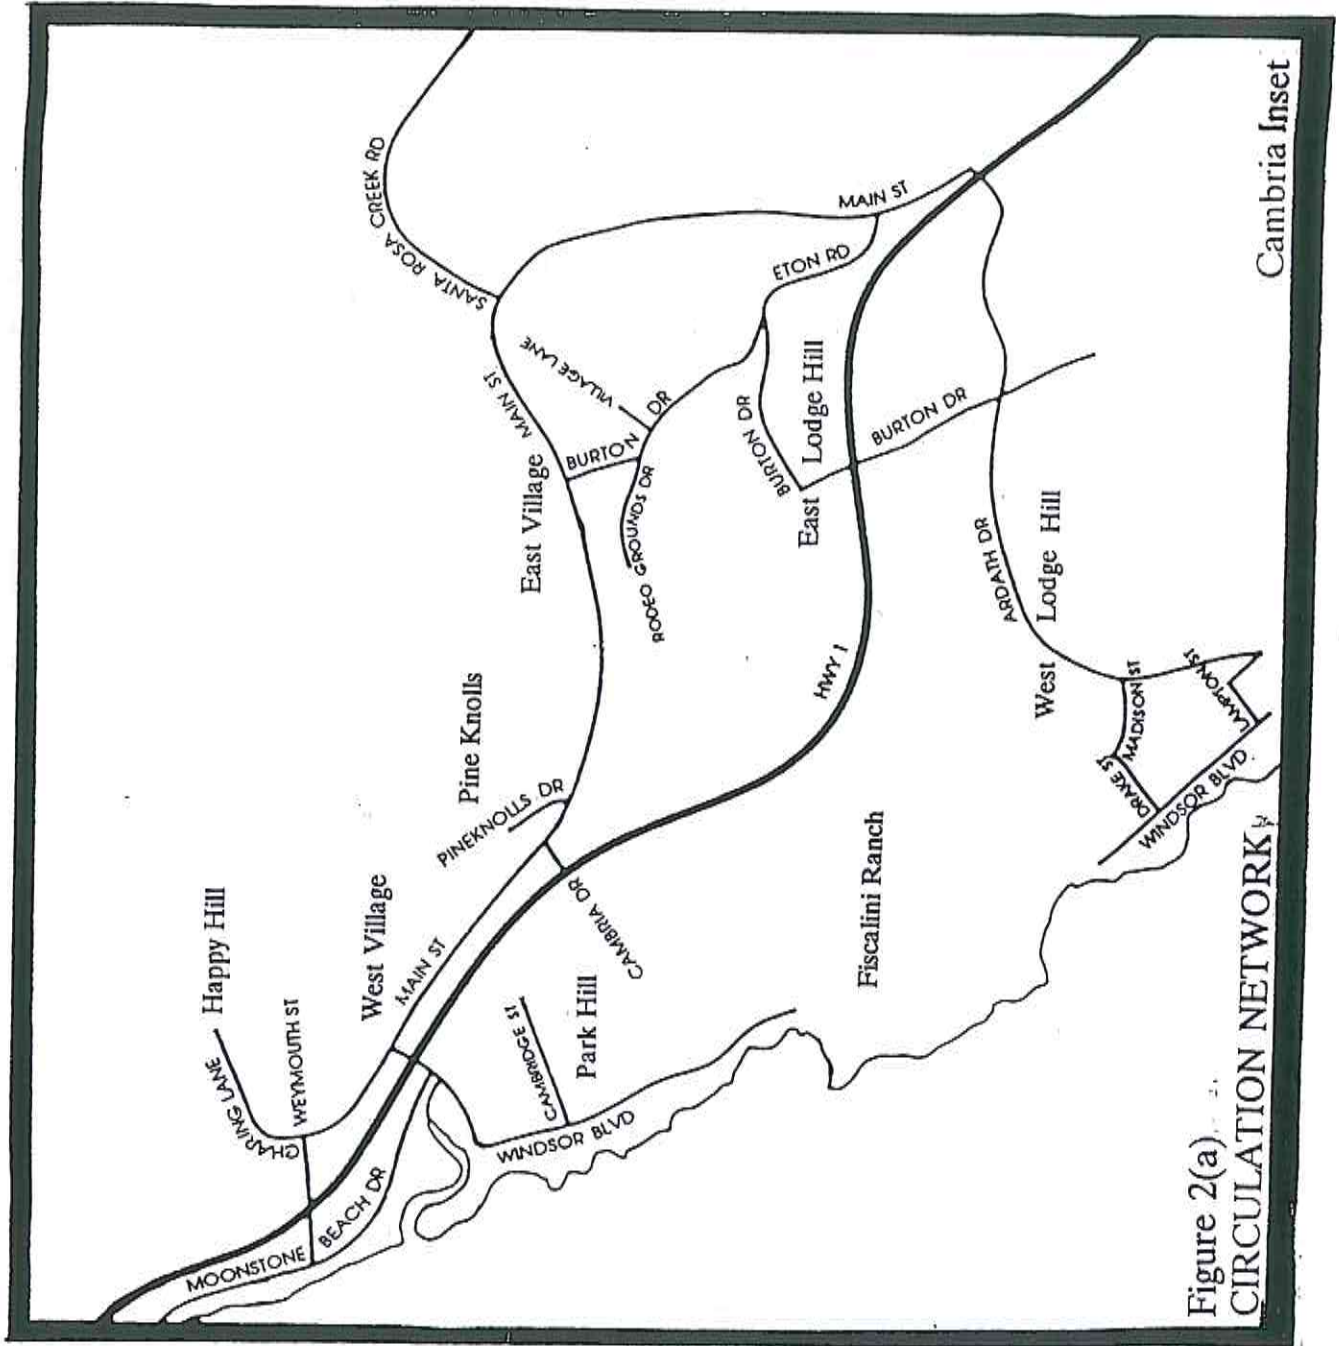 Cambria Inset
SANTA ROSA CREEK RD
MAIN ST
ETON RD
VILLAGE LANE
MAIN ST
BURTON DR
RODEO GROUNDS DR
East Village
BURTON DR
East Lodge Hill
BURTON DR
ARDATH DR
West Lodge Hill
HWY 1
MADISON ST
LAMPTON ST
DRAKE ST
WINDSOR BLVD
Pine Knolls
PINEKNOLLS DR
CAMBRIA DR
Fiscalini Ranch
West Village
MAIN ST
Happy Hill
CHARING LANE
WEYMOUTH ST
CAMBRIDGE ST
Park Hill
WINDSOR BLVD
MOONSTONE BEACH DR
Figure 2(a)
CIRCULATION NETWORK